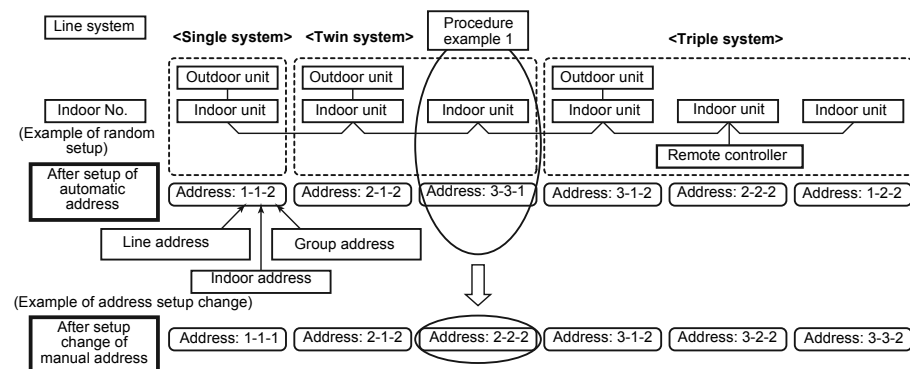 Line system
<Single system>
<Twin system>
Procedure
example 1
<Triple system>
Outdoor unit
Outdoor unit
Outdoor unit
Indoor No.
Indoor unit
Indoor unit
Indoor unit
Indoor unit
Indoor unit
Indoor unit
(Example of random
setup)
Remote controller
After setup of
automatic
address
Address: 1-1-2
Address: 2-1-2
Address: 3-3-1
Address: 3-1-2
Address: 2-2-2
Address: 1-2-2
Line address
Group address
Indoor address
(Example of address setup change)
After setup
change of
manual address
Address: 1-1-1
Address: 2-1-2
Address: 2-2-2
Address: 3-1-2
Address: 3-2-2
Address: 3-3-2